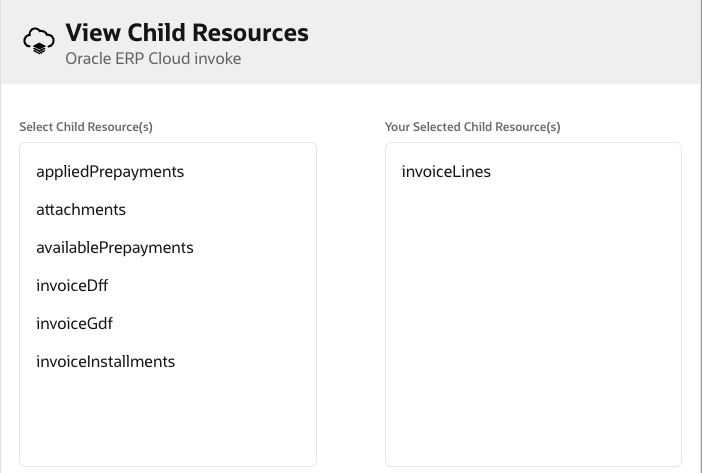 View Child Resources
Oracle ERP Cloud invoke
Select Child Resource(s)
appliedPrepayments
attachments
availablePrepayments
invoiceDff
invoiceGdf
invoiceInstallments
Your Selected Child Resource(s)
invoiceLines